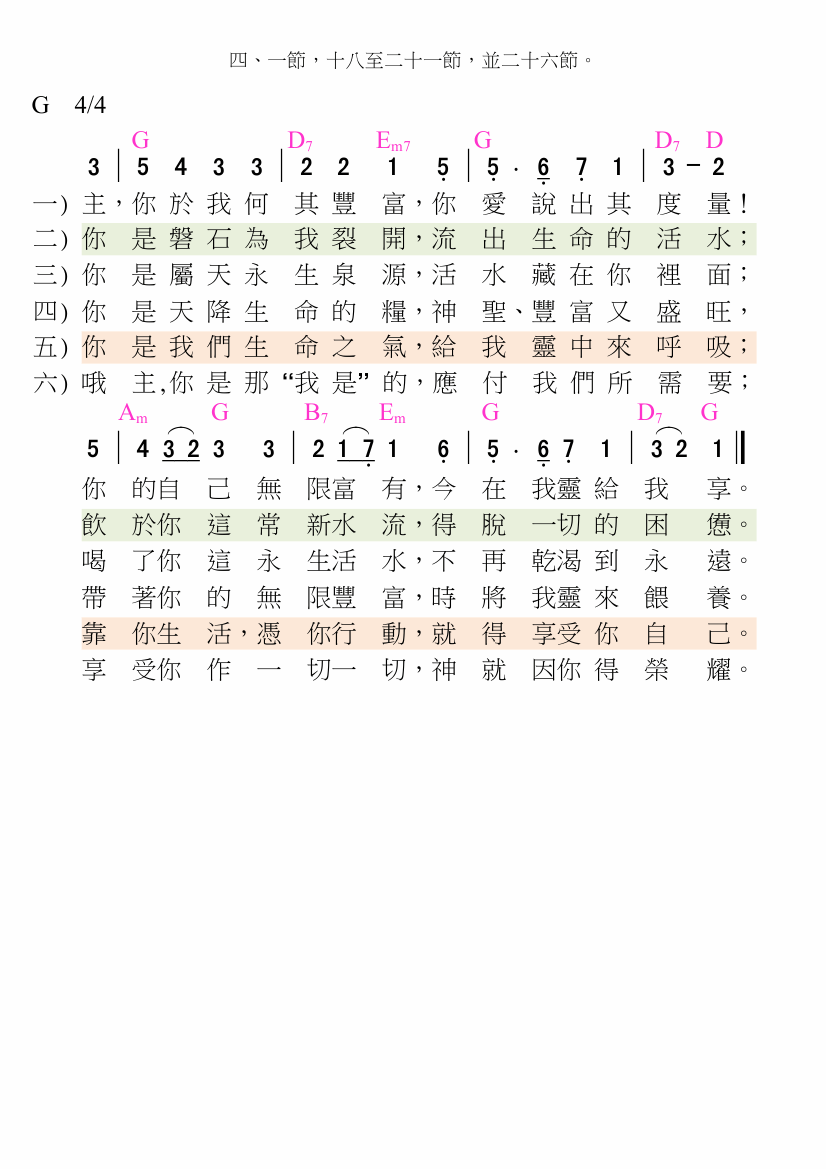 四、一節，十八至二十一節，並二十六節。
G 4/4
G D7 Em7 G D7 D
3 | 5 4 3 3 | 2 2 1 5̣ | 5̣ . 6̣ 7̣ 1 | 3 – 2
一) 主，你於我何其豐富，你愛說出其度量！
二) 你是磐石為我裂開，流出生命的活水；
三) 你是屬天永生泉源，活水藏在你裡面；
四) 你是天降生命的糧，神聖、豐富又盛旺，
五) 你是我們生命之氣，給我靈中來呼吸；
六) 哦主,你是那“我是”的，應付我們所需要；
Am G B7 Em G D7 G
5 | 4 3 2 3 3 | 2 1 7̣ 1 6̣ | 5̣ . 6̣ 7̣ 1 | 3 2 1 ‖
你的自己無限富有，今在我靈給我享。
飲於你這常新水流，得脫一切的困憊。
喝了你這永生活水，不再乾渴到永遠。
帶著你的無限豐富，時將我靈來餵養。
靠你生活，憑你行動，就得享受你自己。
享受你作一切一切，神就因你得榮耀。